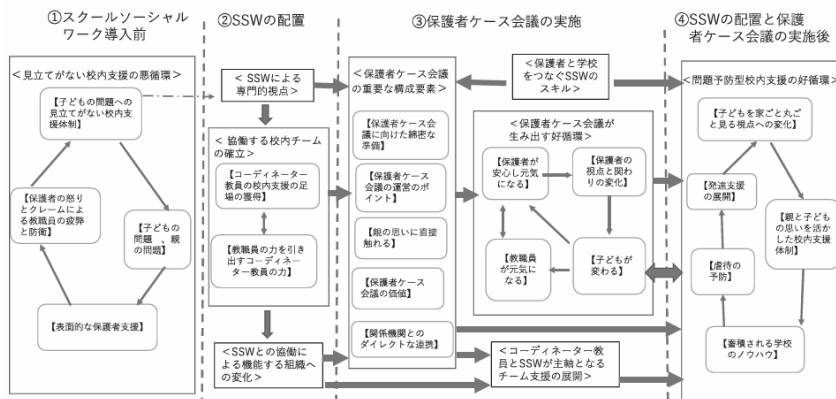 ①スクールソーシャル
ワーク導入前
＜見立てがない校内支援の悪循環＞
【子どもの問題への
見立てがない校内支
援体制】
【保護者の怒り
とクレームによ
る教職員の疲弊
と防衛】
【子どもの
問題　、親
の問題】
【表面的な保護者支援】
②SSWの配置
＜ SSWによる
専門的視点＞
＜ 協働する校内チーム
の確立＞
【コーディネーター
教員の校内支援の足
場の獲得】
【教職員の力を引き
出すコーディネー
ター教員の力】
＜SSWとの協働
による機能する組織へ
の変化＞
③保護者ケース会議の実施
＜保護者ケース会議
の重要な構成要素＞
【保護者ケース会
議に向けた綿密な
準備】
【保護者ケース
会議の運営のポ
イント】
【親の思いに直接
触れる】
【保護者ケース
会議の価値】
【関係機関との
ダイレクトな連携】
＜保護者と学校
をつなぐSSWの
スキル＞
＜保護者ケース会議が
生み出す好循環＞
【保護者が
安心し元気
になる】
【保護者の
視点と関わ
りの変化】
【教職員
が元気に
なる】
【子どもが
変わる】
＜コーディネーター教
員とSSWが主軸となる
チーム支援の展開＞
④SSWの配置と保護
者ケース会議の実施後
＜問題予防型校内支援の好循環＞
【子どもを家ごと丸ごと
見る視点への変化】
【発達支援
の展開】
【親と子ども
の思いを活か
した校内支援
体制】
【虐待の
予防】
【蓄積される学校
のノウハウ】